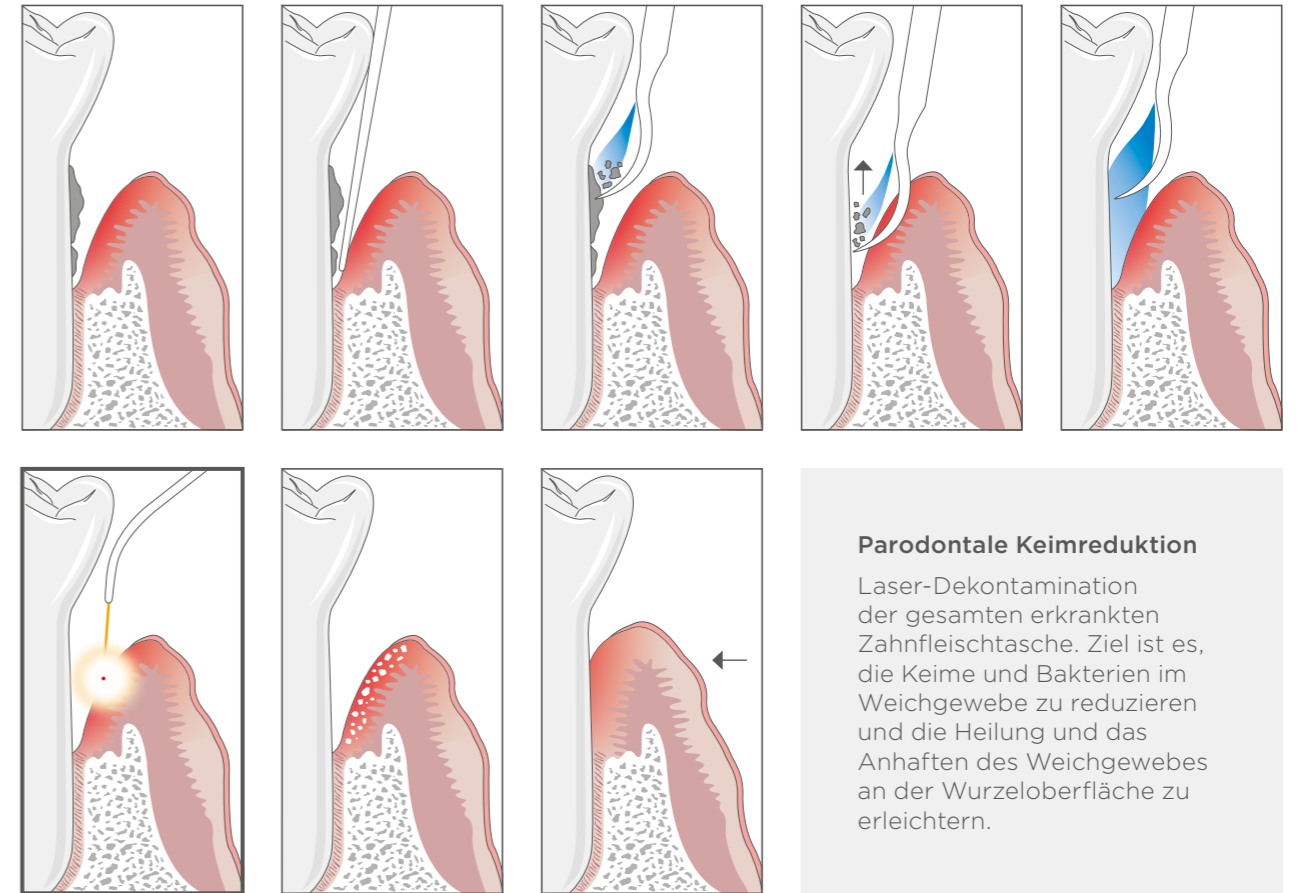 Parodontale Keimreduktion
Laser-Dekontamination
der gesamten erkrankten
Zahnfleischtasche. Ziel ist es,
die Keime und Bakterien im
Weichgewebe zu reduzieren
und die Heilung und das
Anhaften des Weichgewebes
an der Wurzeloberfläche zu
erleichtern.